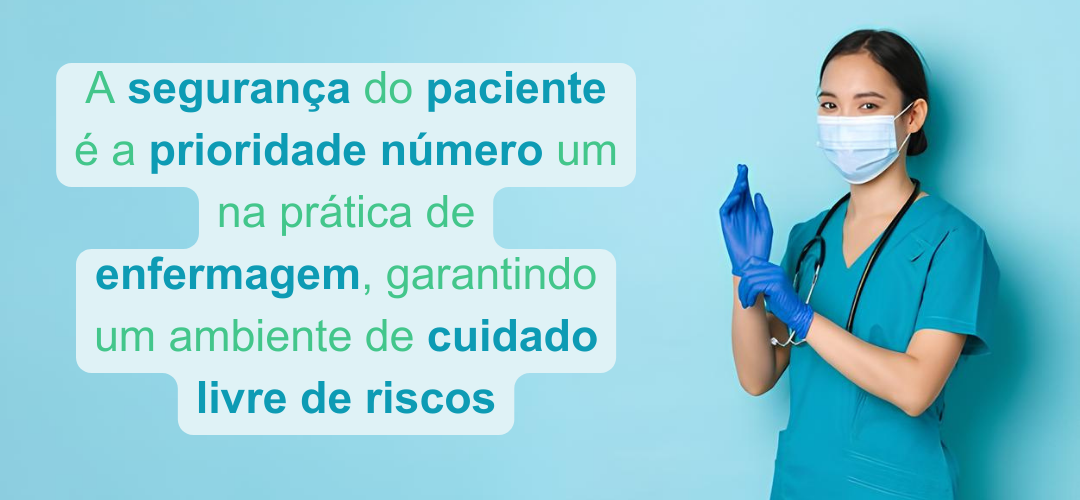 A segurança do paciente
é a prioridade número um
na prática de
enfermagem, garantindo
um ambiente de cuidado
livre de riscos